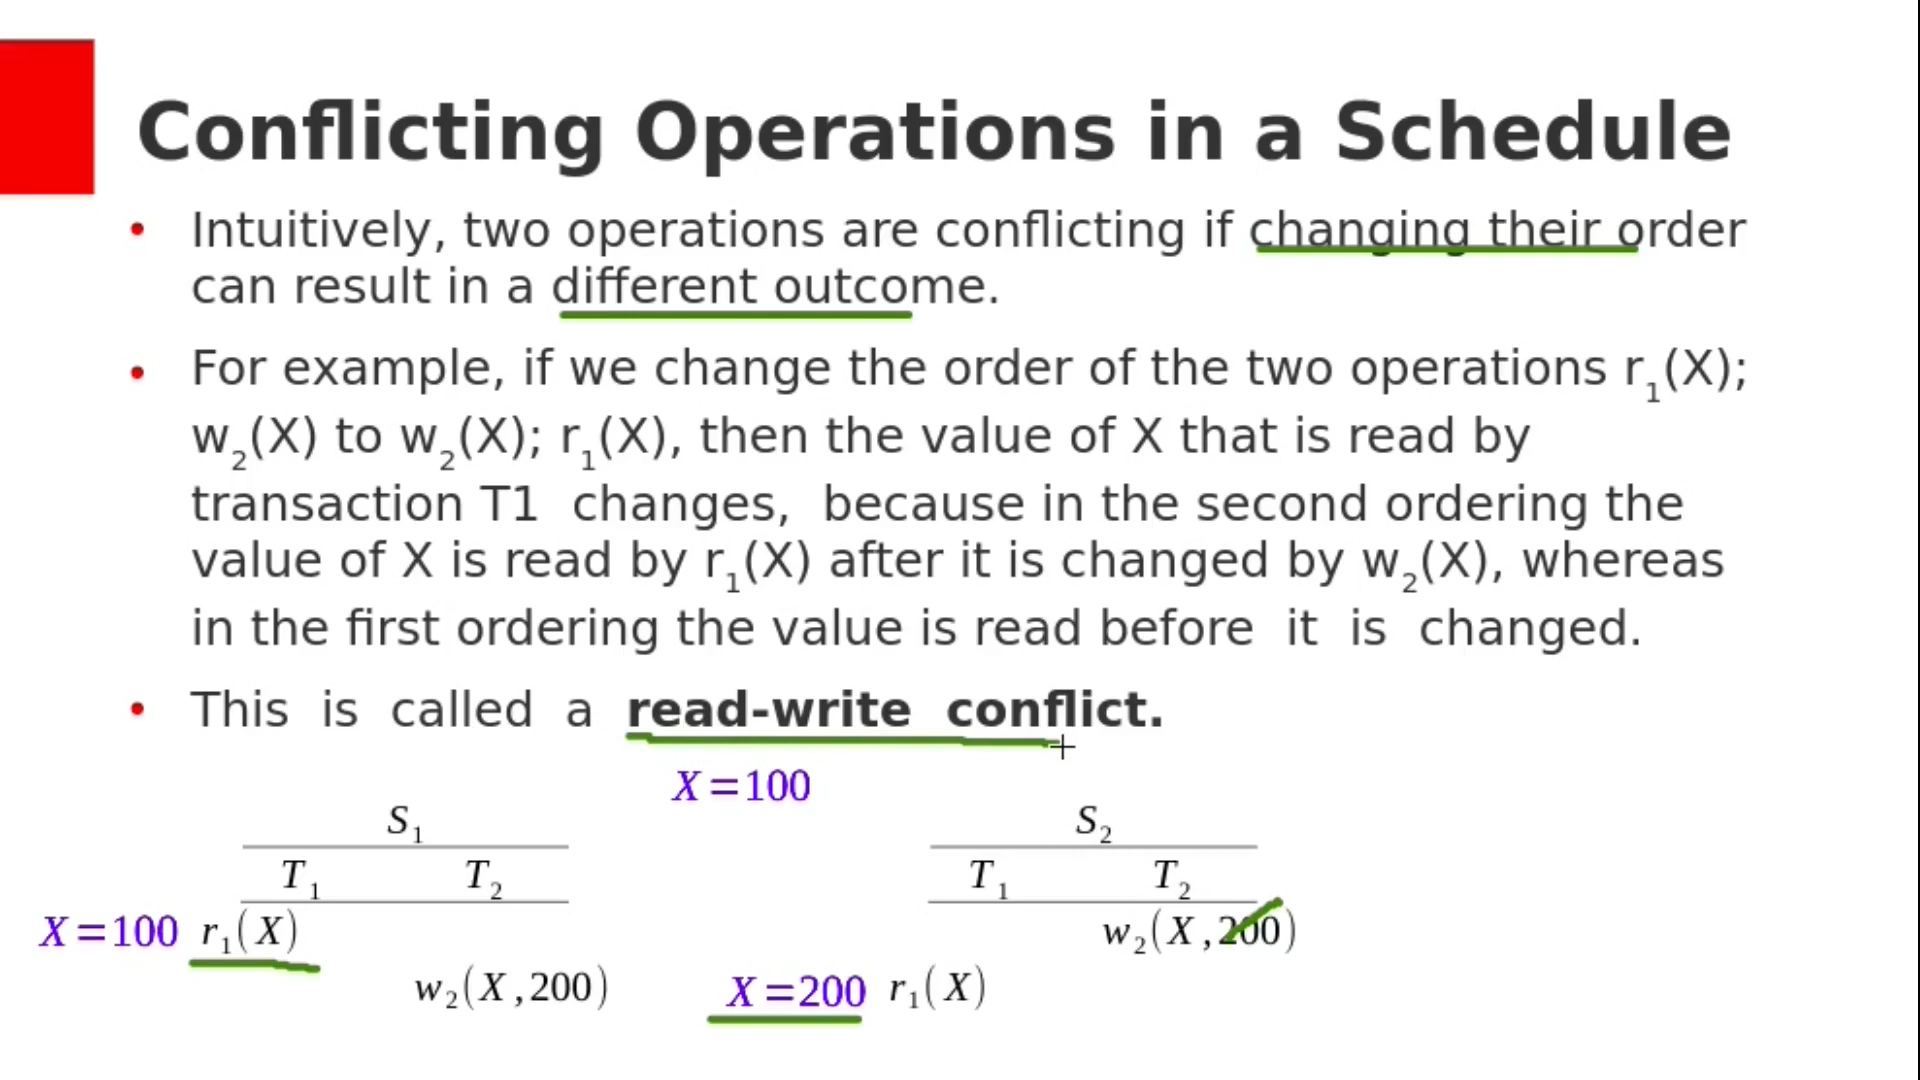 Conflicting Operations in a Schedule
• Intuitively, two operations are conflicting if changing their order
can result in a different outcome.
• For example, if we change the order of the two operations r₁(X);
w₂(X) to w₂(X); r₁(X), then the value of X that is read by
transaction T1 changes, because in the second ordering the
value of X is read by r₁(X) after it is changed by w₂(X), whereas
in the first ordering the value is read before it is changed.
• This is called a read-write conflict.
X=100
S₁ S₂
T₁ T₂ T₁ T₂
X=100 r₁(X) w₂(X,200)
w₂(X,200) X=200 r₁(X)